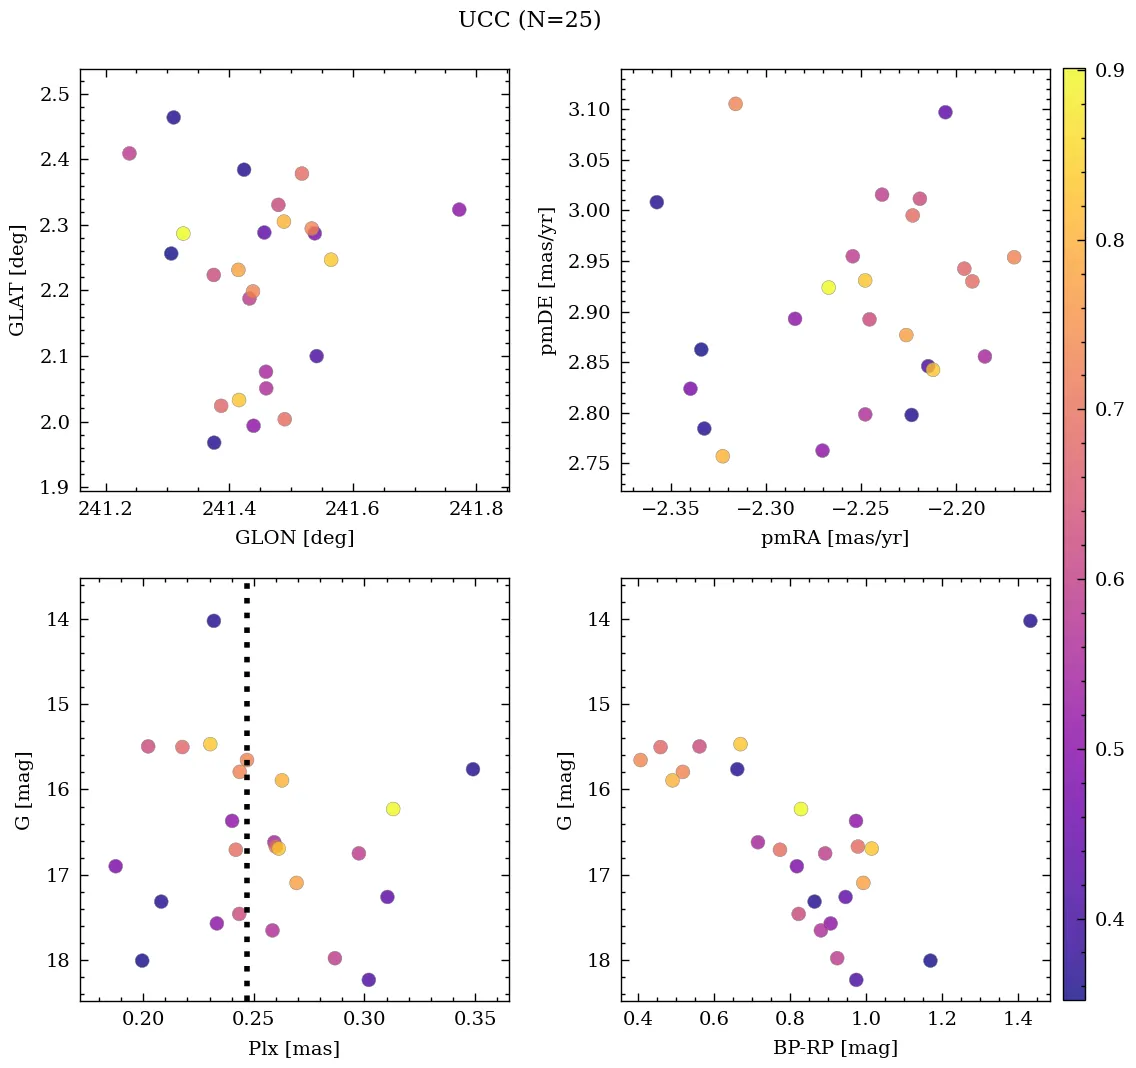 UCC (N=25)
2.5
2.4
2.3
2.2
2.1
2.0
1.9
GLAT [deg]
241.2 241.4 241.6 241.8
GLON [deg]
3.10
3.05
3.00
2.95
2.90
2.85
2.80
2.75
pmDE [mas/yr]
−2.35 −2.30 −2.25 −2.20
pmRA [mas/yr]
0.9
0.8
0.7
0.6
0.5
0.4
14
15
16
17
18
G [mag]
0.20 0.25 0.30 0.35
Plx [mas]
14
15
16
17
18
G [mag]
0.4 0.6 0.8 1.0 1.2 1.4
BP-RP [mag]